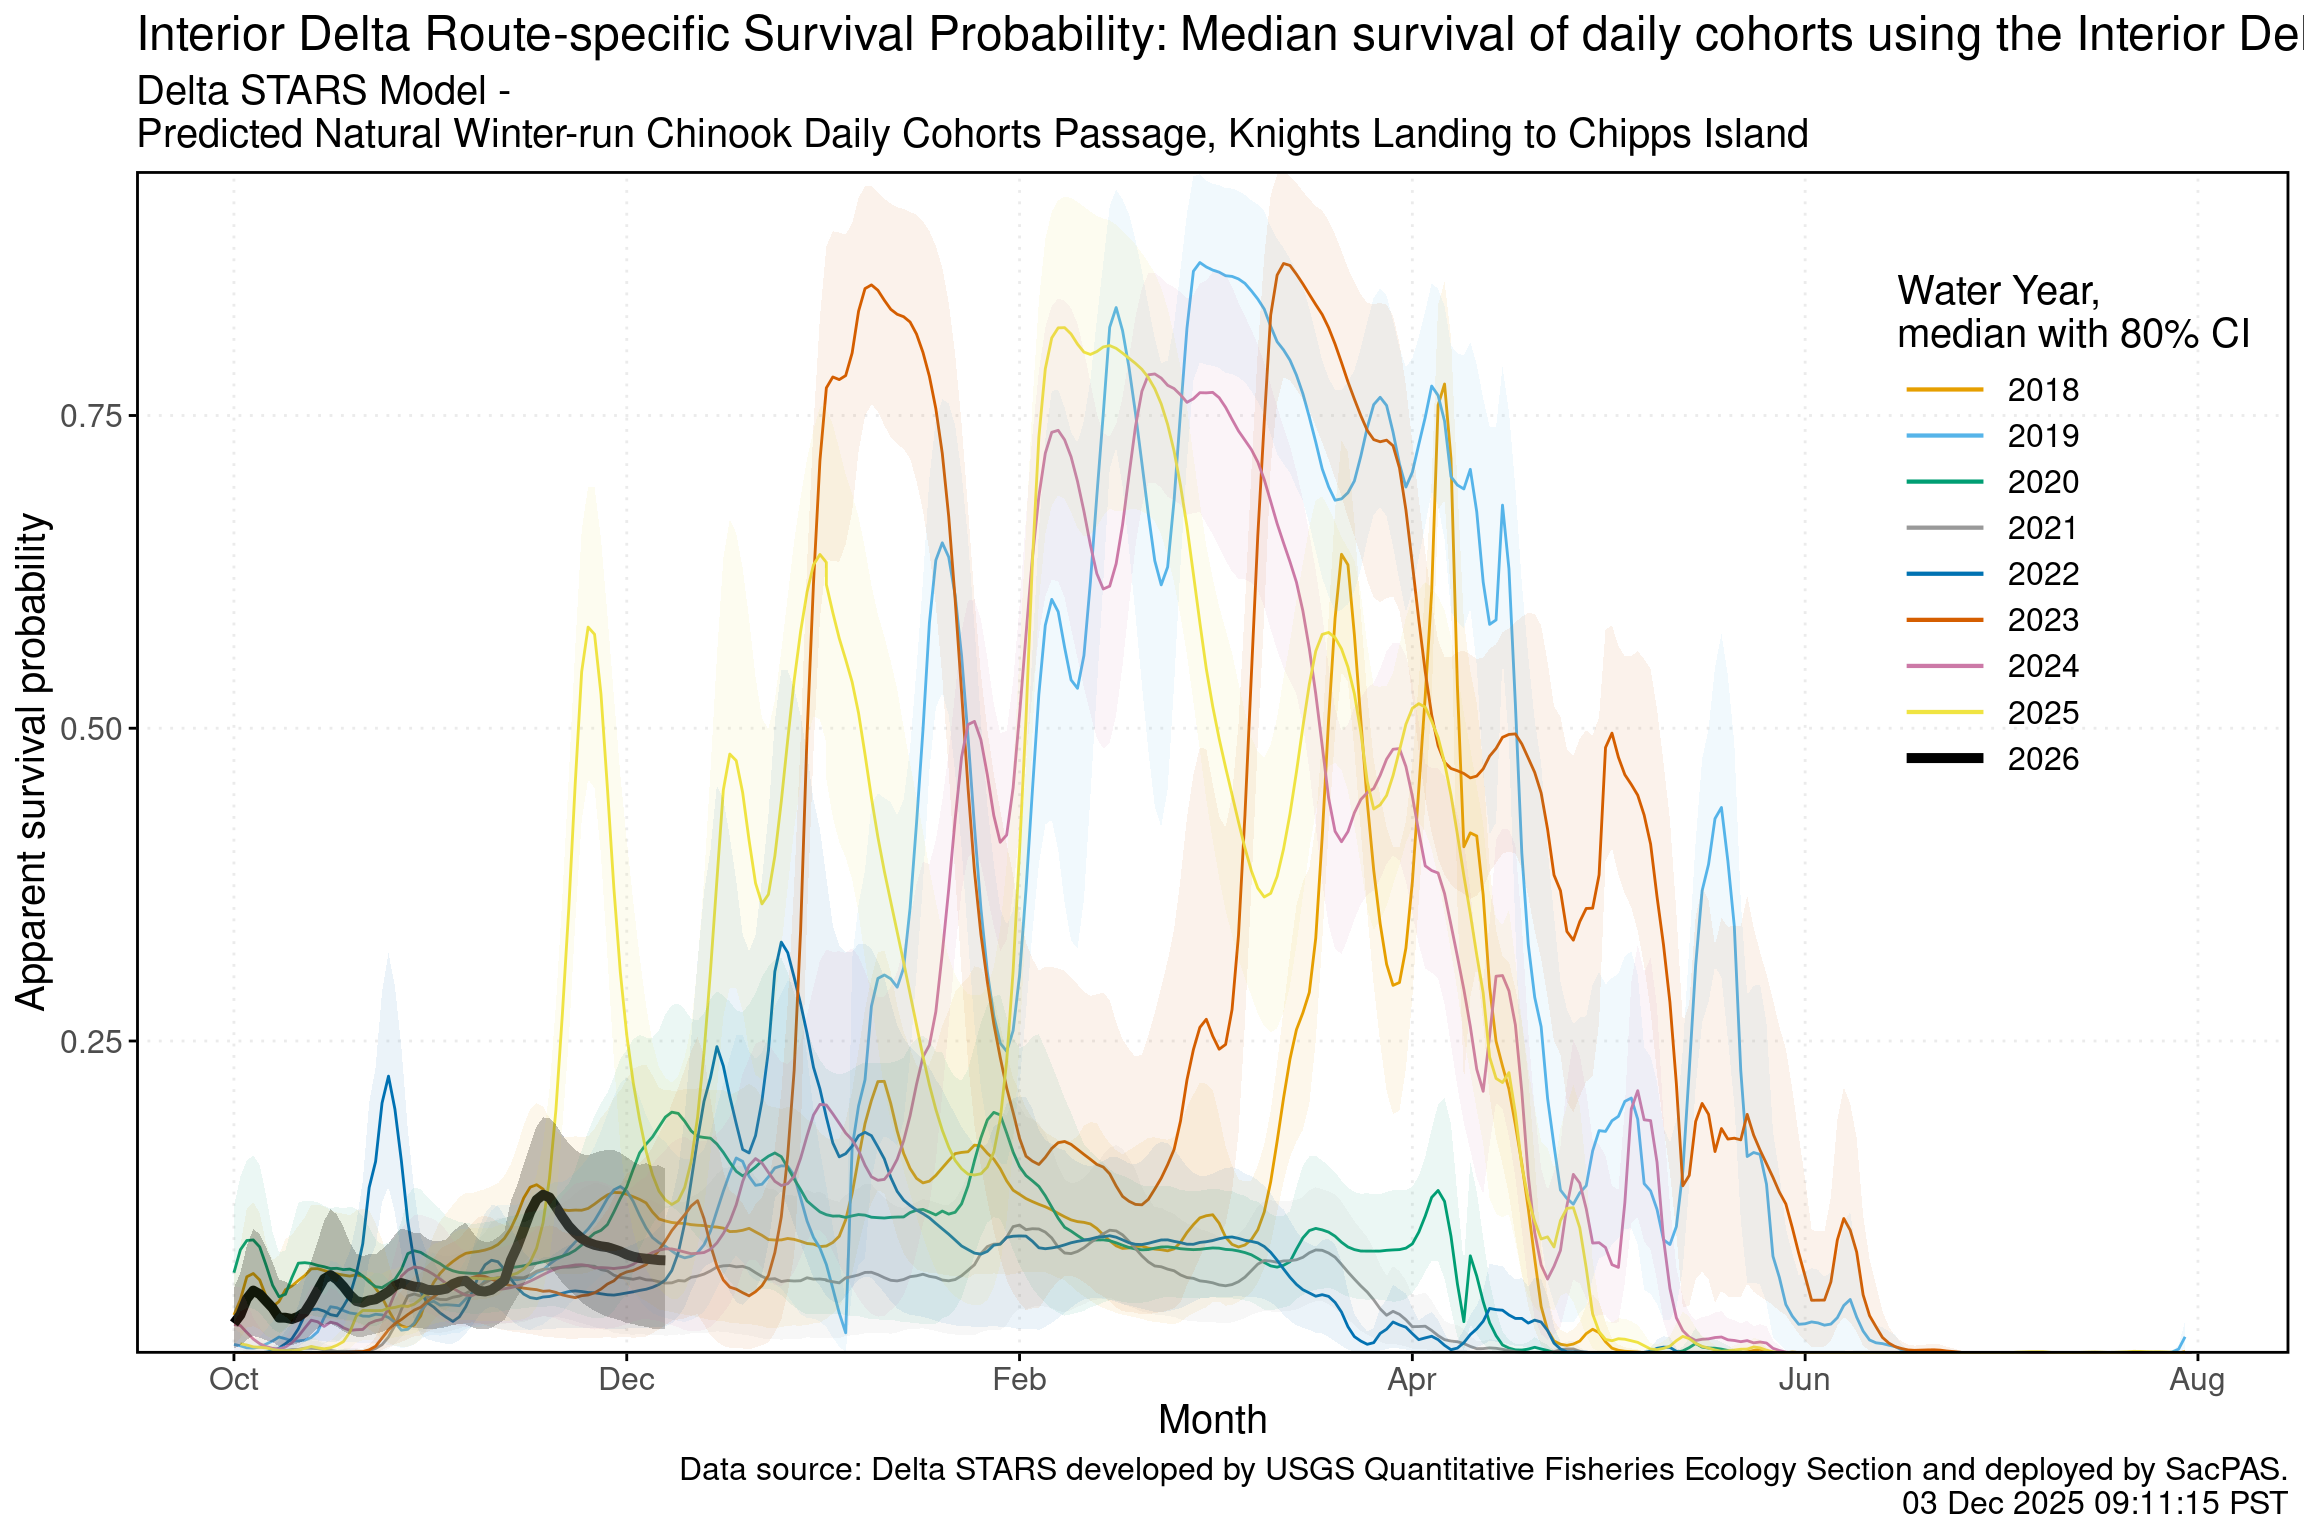 Interior Delta Route-specific Survival Probability: Median survival of daily cohorts using the Interior
Delta STARS Model -
Predicted Natural Winter-run Chinook Daily Cohorts Passage, Knights Landing to Chipps Island
Water Year,
median with 80% CI
2018
2019
2020
2021
2022
2023
2024
2025
2026
Apparent survival probability
0.75
0.50
0.25
Oct
Dec
Feb
Apr
Jun
Aug
Month
Data source: Delta STARS developed by USGS Quantitative Fisheries Ecology Section and deployed by SacPAS.
03 Dec 2025 09:11:15 PST